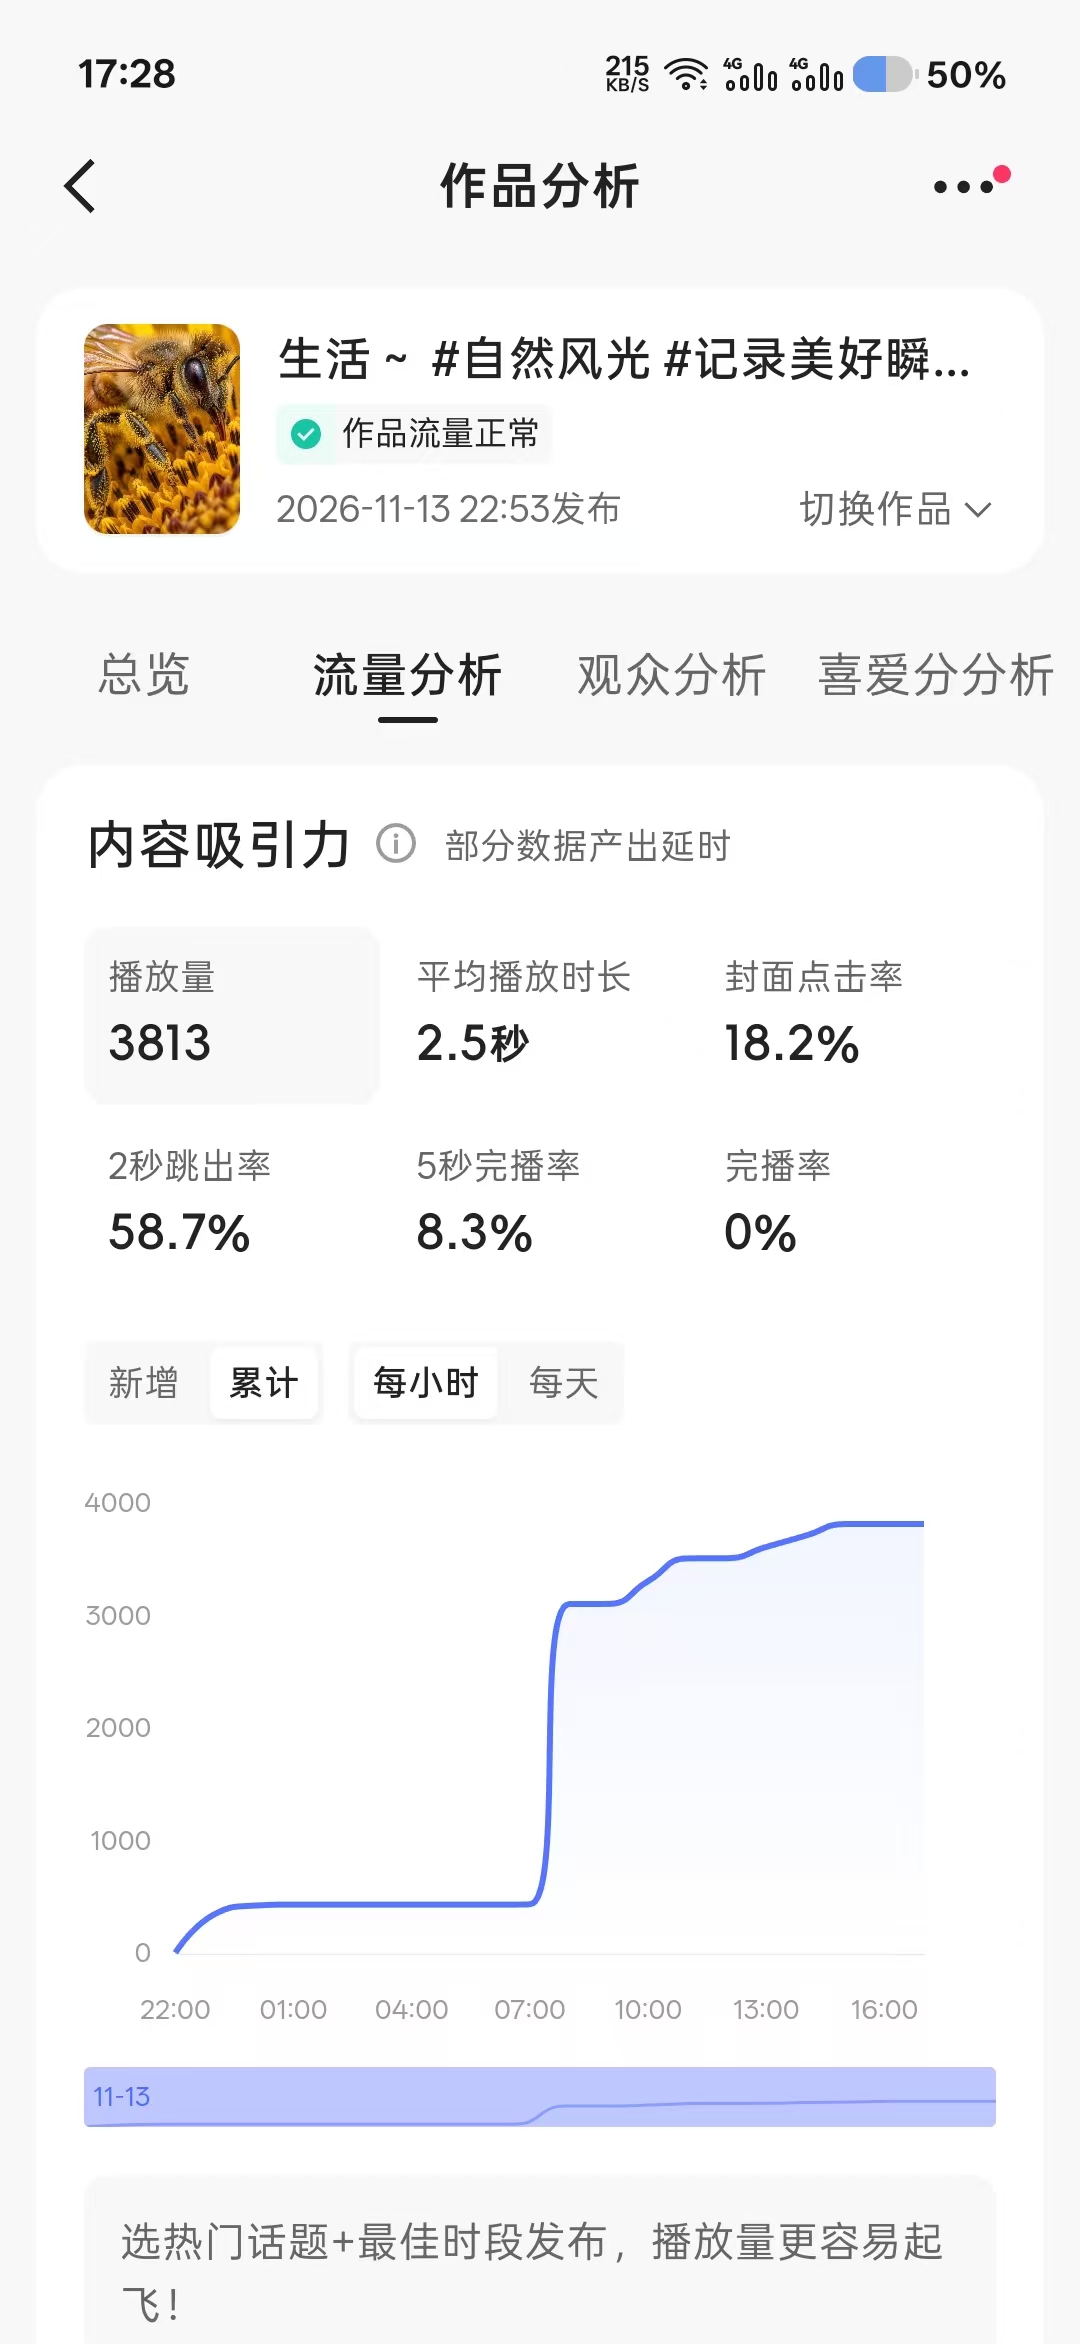 17:28
215 KB/S 4G 4G 50%
作品分析
生活 ~ #自然风光 #记录美好瞬...
作品流量正常
2026-11-13 22:53发布 切换作品
总览 流量分析 观众分析 喜爱分分析
内容吸引力 部分数据产出延时
播放量 平均播放时长 封面点击率
3813 2.5秒 18.2%
2秒跳出率 5秒完播率 完播率
58.7% 8.3% 0%
新增 累计 每小时 每天
4000
3000
2000
1000
0
22:00 01:00 04:00 07:00 10:00 13:00 16:00
11-13
选热门话题+最佳时段发布，播放量更容易起
飞！